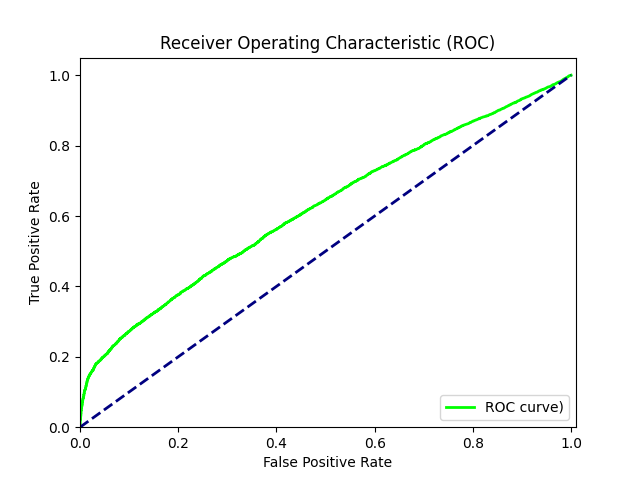 Receiver Operating Characteristic (ROC)
1.0
0.8
0.6
0.4
0.2
0.0
True Positive Rate
ROC curve)
0.0 0.2 0.4 0.6 0.8 1.0
False Positive Rate